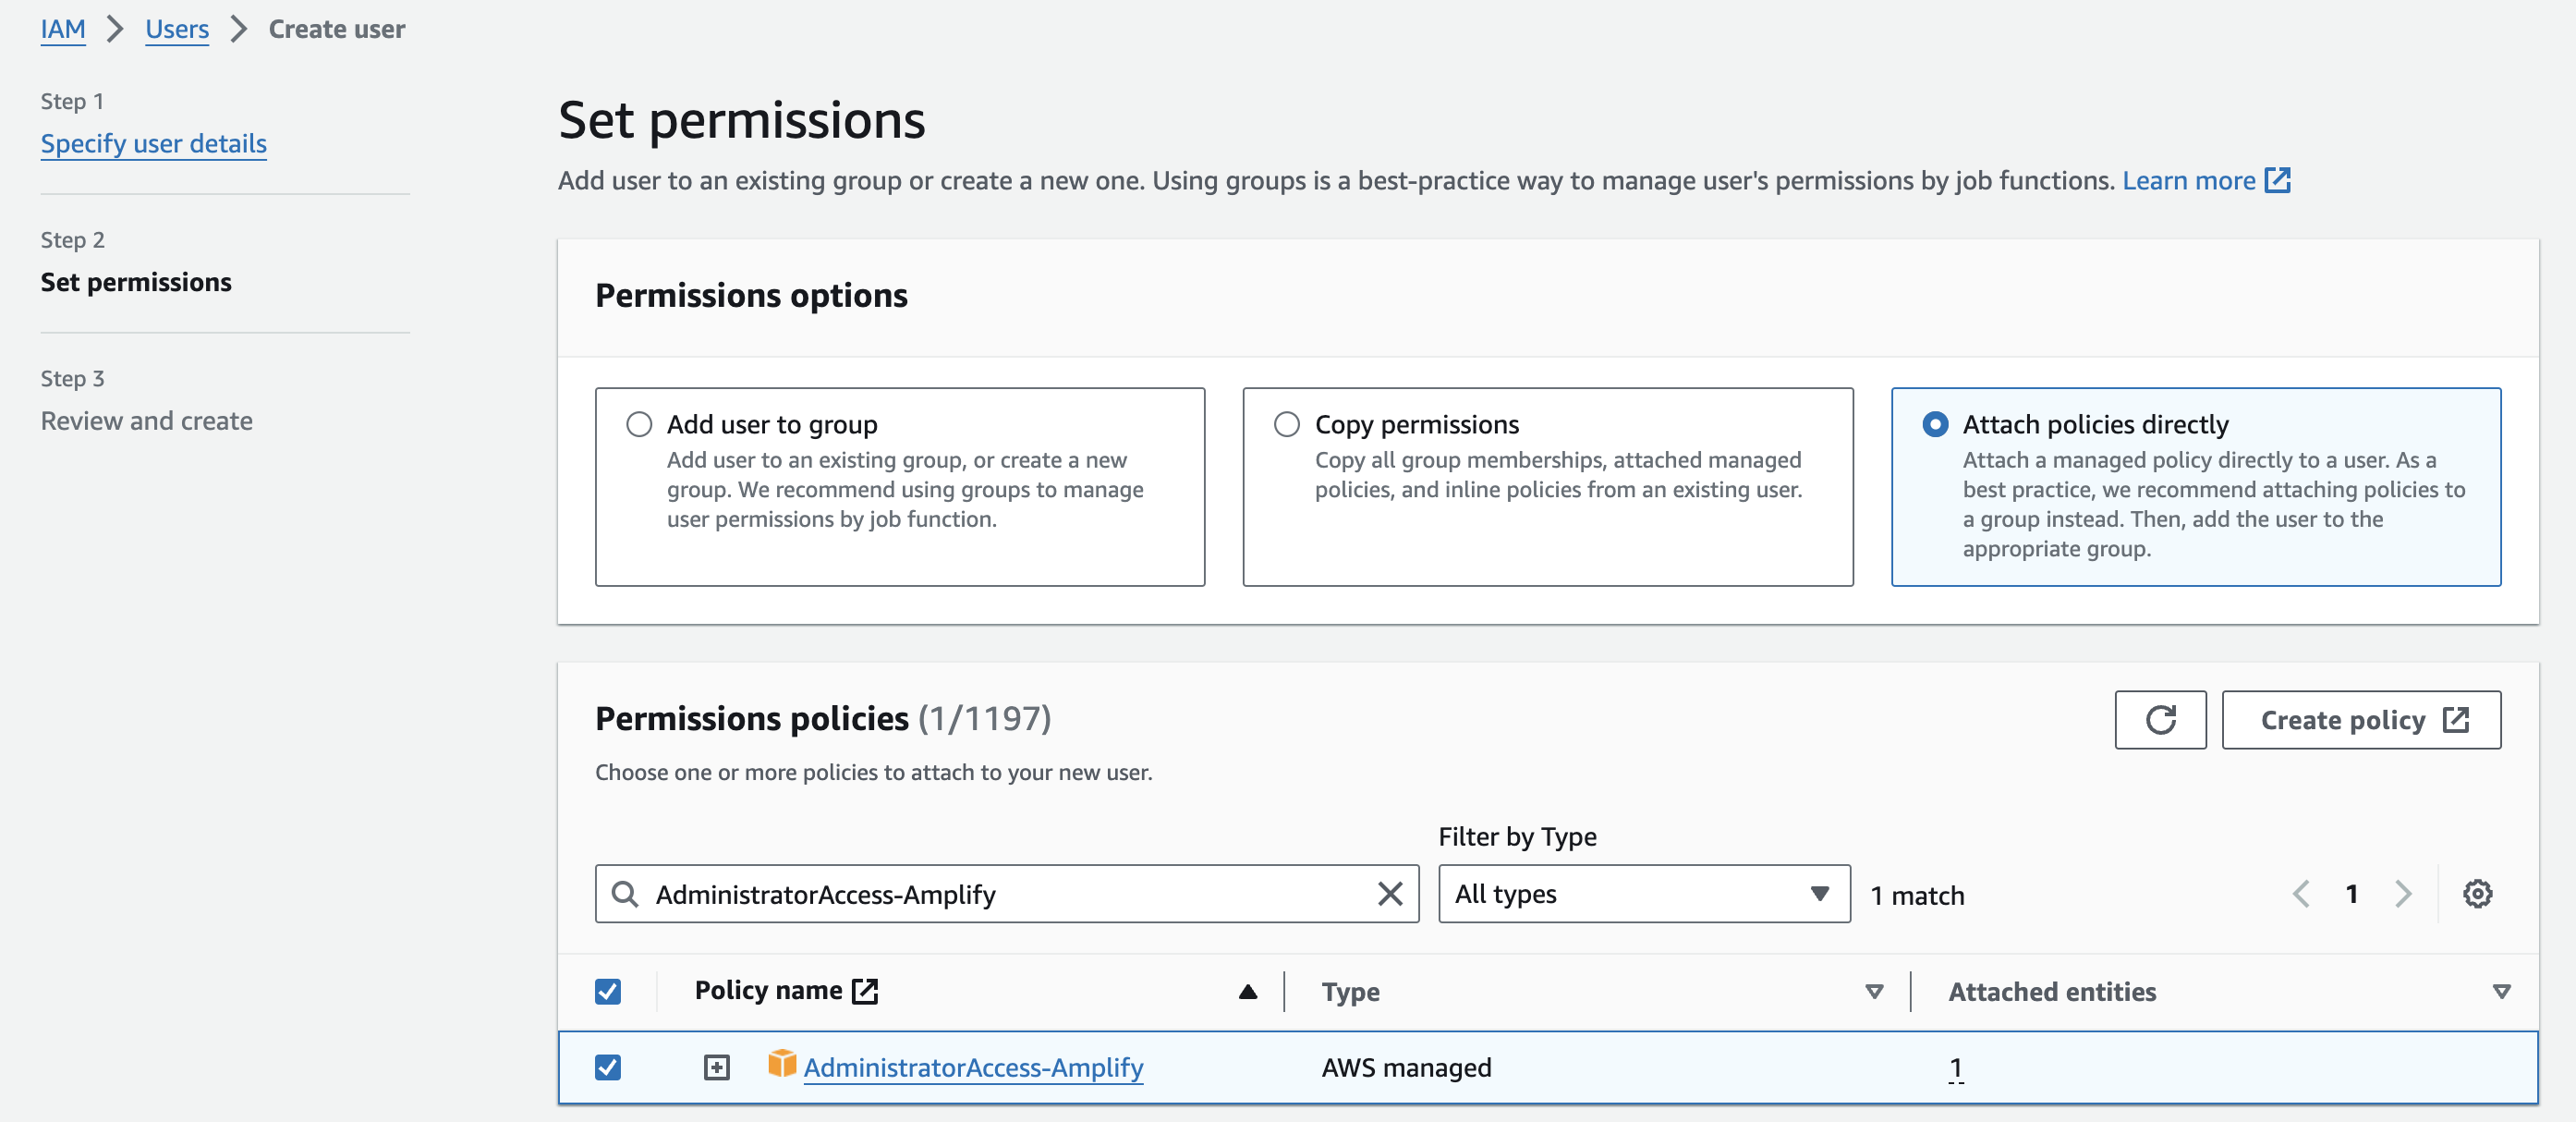 IAM > Users > Create user
Step 1
Specify user details
Step 2
Set permissions
Step 3
Review and create
Set permissions
Add user to an existing group or create a new one. Using groups is a best-practice way to manage user's permissions by job functions. Learn more
Permissions options
Add user to group
Add user to an existing group, or create a new
group. We recommend using groups to manage
user permissions by job function.
Copy permissions
Copy all group memberships, attached managed
policies, and inline policies from an existing user.
Attach policies directly
Attach a managed policy directly to a user. As a
best practice, we recommend attaching policies to
a group instead. Then, add the user to the
appropriate group.
Permissions policies (1/1197)
Create policy
Choose one or more policies to attach to your new user.
Filter by Type
AdministratorAccess-Amplify
All types
1 match
1
Policy name
Type
Attached entities
AdministratorAccess-Amplify
AWS managed
1